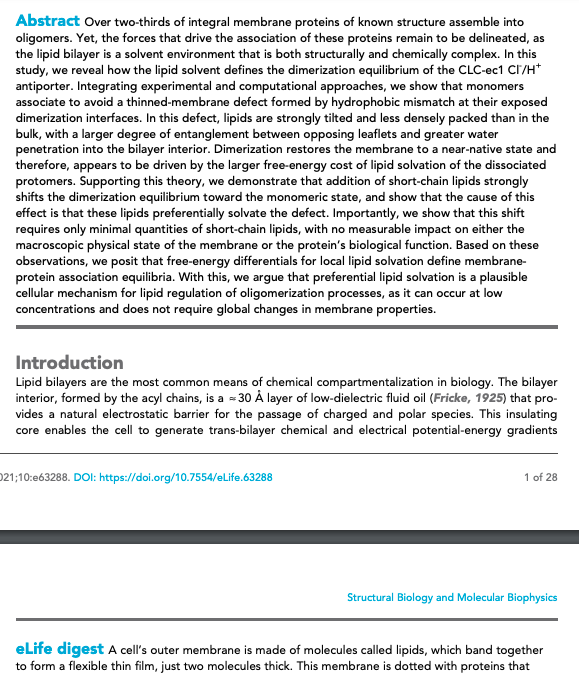 Abstract Over two-thirds of integral membrane proteins of known structure assemble into
oligomers. Yet, the forces that drive the association of these proteins remain to be delineated, as
the lipid bilayer is a solvent environment that is both structurally and chemically complex. In this
study, we reveal how the lipid solvent defines the dimerization equilibrium of the CLC-ec1 Cl⁻/H⁺
antiporter. Integrating experimental and computational approaches, we show that monomers
associate to avoid a thinned-membrane defect formed by hydrophobic mismatch at their exposed
dimerization interfaces. In this defect, lipids are strongly tilted and less densely packed than in the
bulk, with a larger degree of entanglement between opposing leaflets and greater water
penetration into the bilayer interior. Dimerization restores the membrane to a near-native state and
therefore, appears to be driven by the larger free-energy cost of lipid solvation of the dissociated
protomers. Supporting this theory, we demonstrate that addition of short-chain lipids strongly
shifts the dimerization equilibrium toward the monomeric state, and show that the cause of this
effect is that these lipids preferentially solvate the defect. Importantly, we show that this shift
requires only minimal quantities of short-chain lipids, with no measurable impact on either the
macroscopic physical state of the membrane or the protein's biological function. Based on these
observations, we posit that free-energy differentials for local lipid solvation define membrane-
protein association equilibria. With this, we argue that preferential lipid solvation is a plausible
cellular mechanism for lipid regulation of oligomerization processes, as it can occur at low
concentrations and does not require global changes in membrane properties.
Introduction
Lipid bilayers are the most common means of chemical compartmentalization in biology. The bilayer
interior, formed by the acyl chains, is a ≈30 Å layer of low-dielectric fluid oil (Fricke, 1925) that pro-
vides a natural electrostatic barrier for the passage of charged and polar species. This insulating
core enables the cell to generate trans-bilayer chemical and electrical potential-energy gradients
021;10:e63288. DOI: https://doi.org/10.7554/eLife.63288 1 of 28
Structural Biology and Molecular Biophysics
eLife digest A cell's outer membrane is made of molecules called lipids, which band together
to form a flexible thin film, just two molecules thick. This membrane is dotted with proteins that